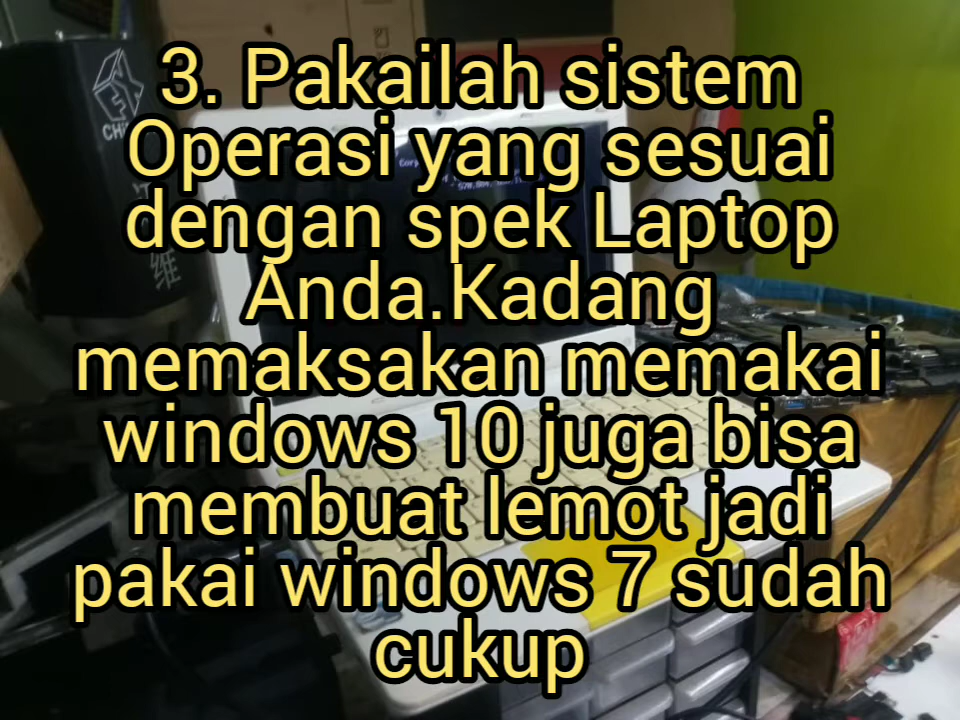 3. Pakailah sistem
Operasi yang sesuai
dengan spek Laptop
Anda.Kadang
memaksakan memakai
windows 10 juga bisa
membuat lemot jadi
pakai windows 7 sudah
cukup